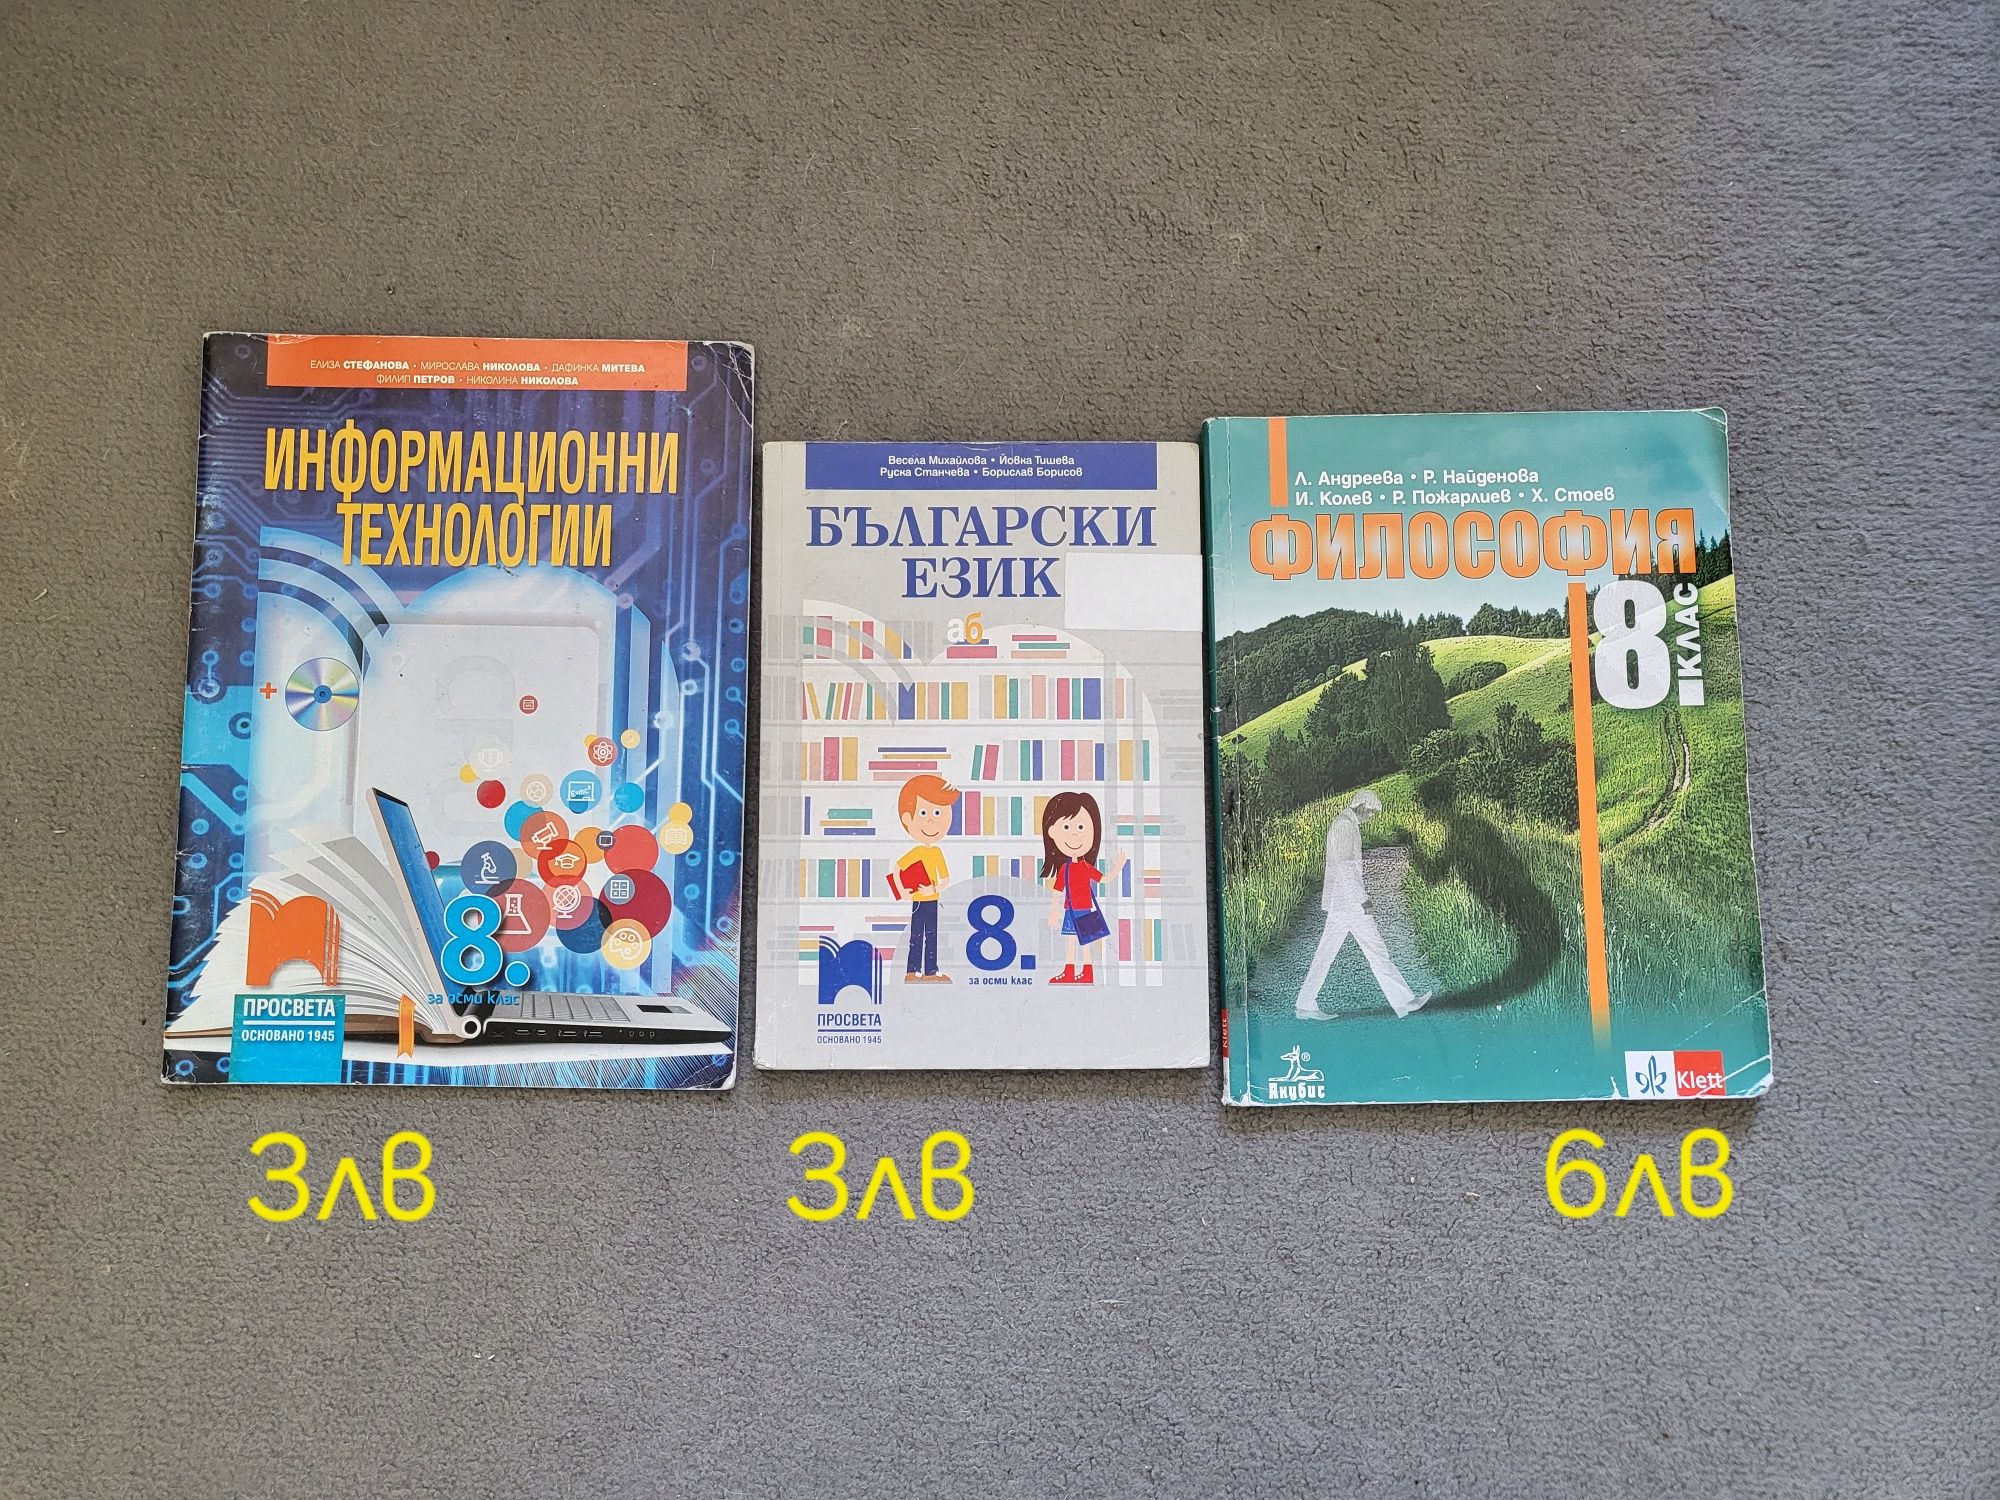 ЕЛИЗА СТЕФАНОВА • МИРОСЛАВА НИКОЛОВА • ДАФИНКА МИТЕВА
ФИЛИП ПЕТРОВ • НИКОЛИНА НИКОЛОВА
ИНФОРМАЦИОННИ
ТЕХНОЛОГИИ
+
8.
за осми клас
ПРОСВЕТА
ОСНОВАНО 1945
3лв
Весела Михайлова • Йовка Тишева
Руска Станчева • Борислав Борисов
БЪЛГАРСКИ
ЕЗИК
аб
8.
за осми клас
ПРОСВЕТА
ОСНОВАНО 1945
3лв
Л. Андреева • Р. Найденова
И. Колев • Р. Пожарлиев • Х. Стоев
ФИЛОСОФИЯ
8
КЛАС
Klett
Анубис
Klett
6лв